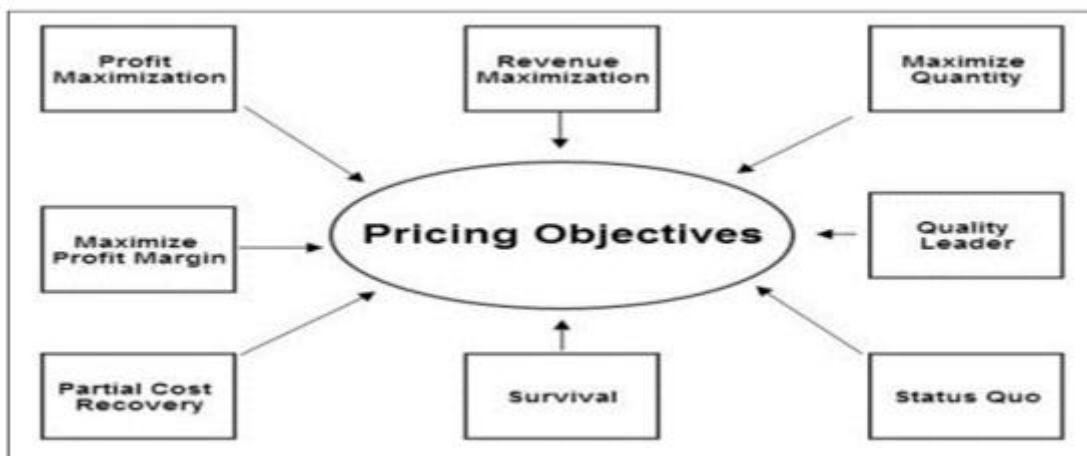 Profit
Maximization
Revenue
Maximization
Maximize
Quantity
Maximize
Profit Margin
Pricing Objectives
Quality
Leader
Partial Cost
Recovery
Survival
Status Quo